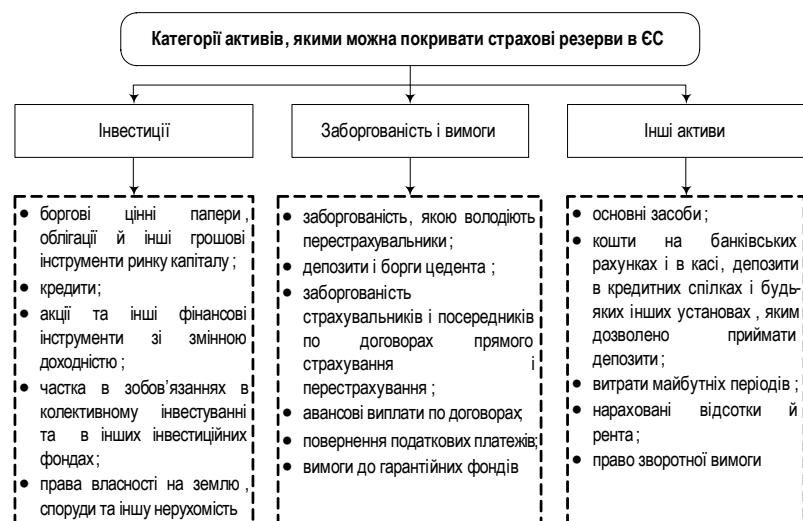 Категорії активів, якими можна покривати страхові резерви в ЄС
Інвестиції
• боргові цінні папери,
облігації й інші грошові
інструменти ринку капіталу;
• кредити;
• акції та інші фінансові
інструменти зі змінною
доходністю;
• частка в зобов’язаннях в
колективному інвестуванні
та в інших інвестиційних
фондах;
• права власності на землю,
споруди та іншу нерухомість
Заборгованість і вимоги
• заборгованість, якою володіють
перестрахувальники;
• депозити і борги цедента;
• заборгованість
страхувальників і посередників
по договорах прямого
страхування і
перестрахування;
• авансові виплати по договорах;
• повернення податкових платежів;
• вимоги до гарантійних фондів
Інші активи
• основні засоби;
• кошти на банківських
рахунках і в касі, депозити
в кредитних спілках і будь-
яких інших установах, яким
дозволено приймати
депозити;
• витрати майбутніх періодів;
• нараховані відсотки й
рента;
• право зворотної вимоги